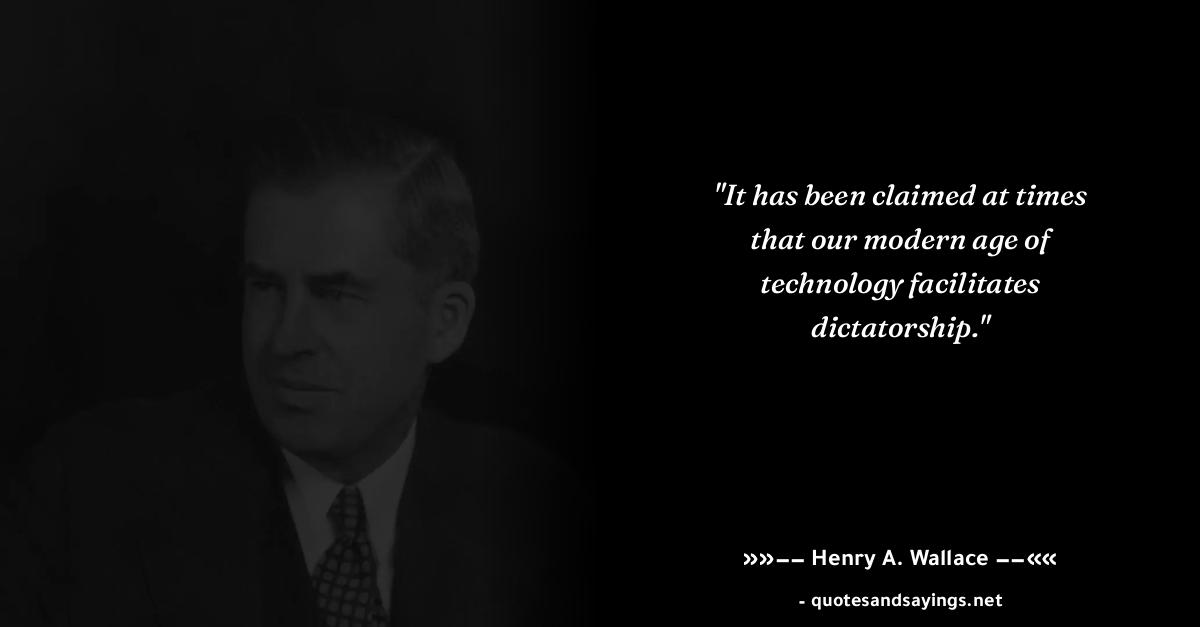 "It has been claimed at times
that our modern age of
technology facilitates
dictatorship."
»»−− Henry A. Wallace −−««
- quotesandsayings.net